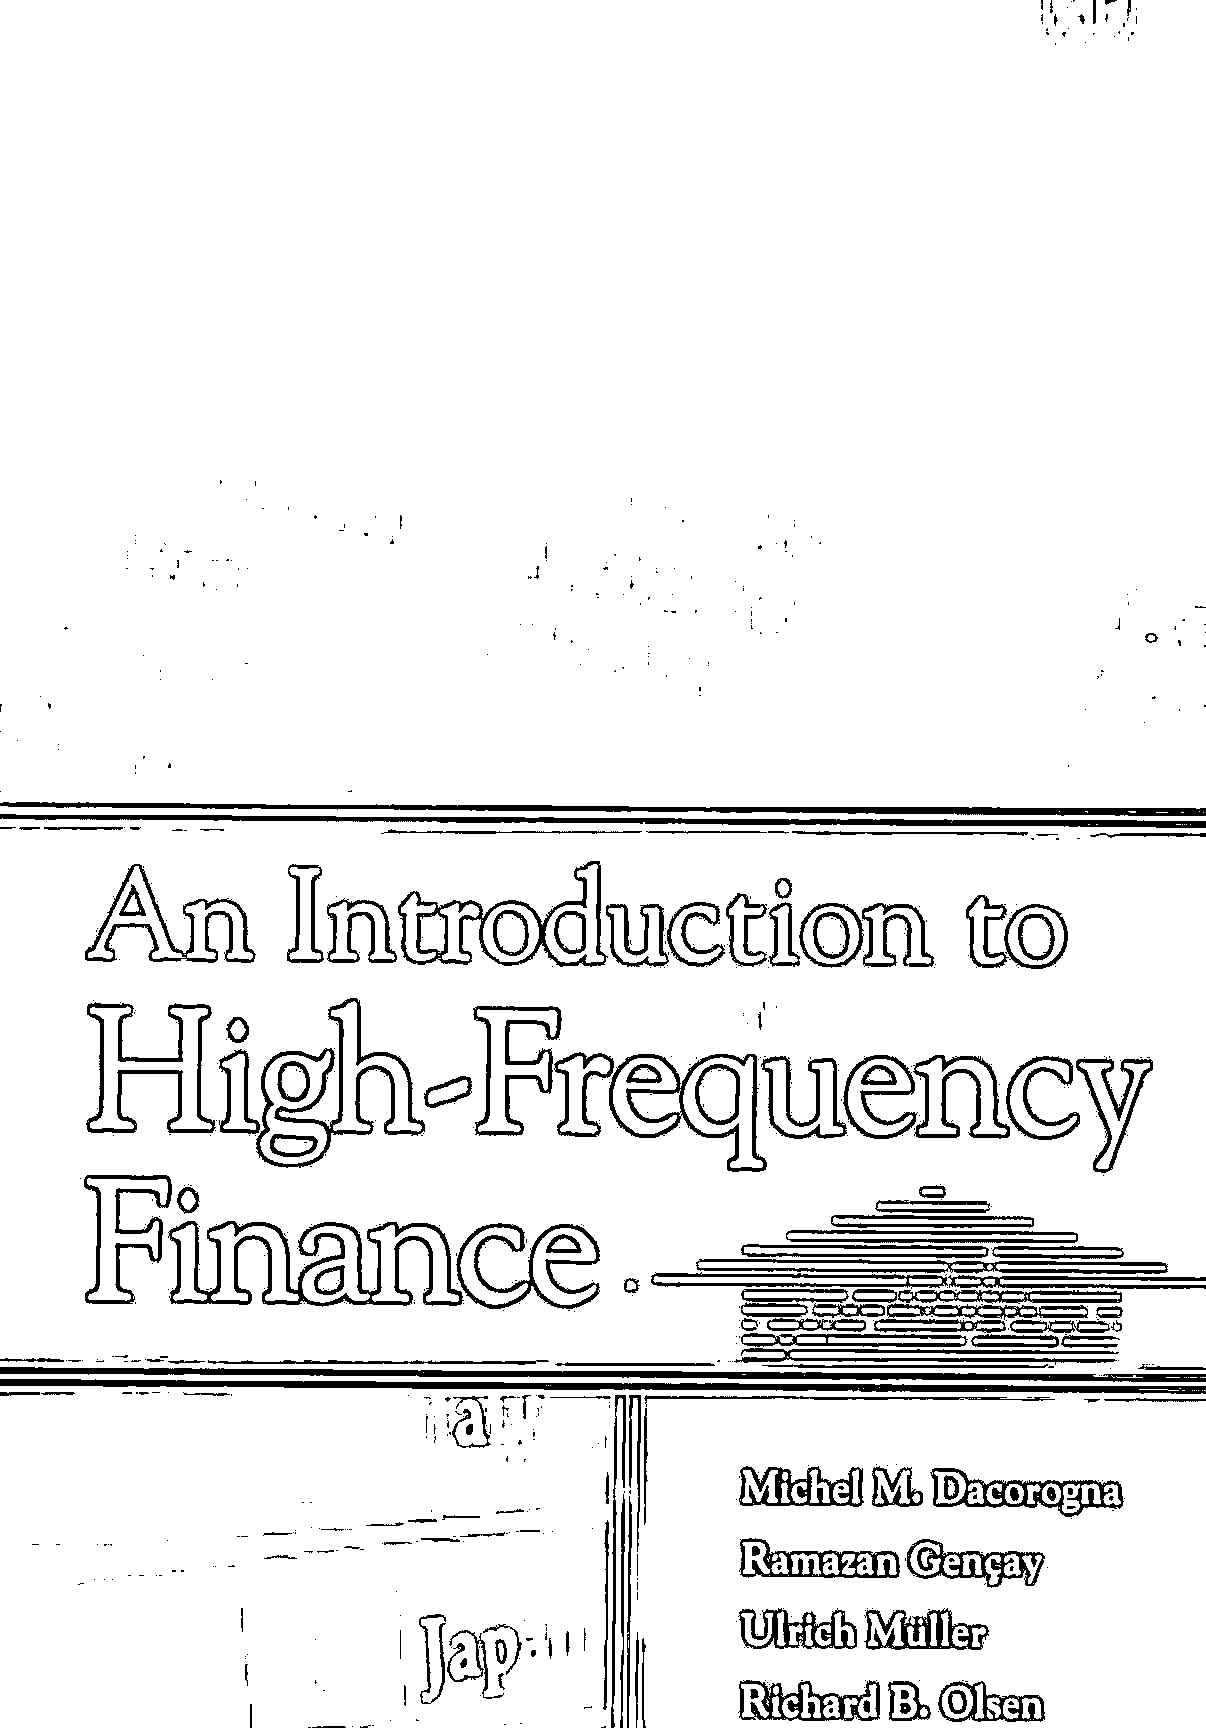 An Introduction to
High-Frequency
Finance
Michel M. Dacorogna
Ramazan Gençay
Ulrich Müller
Richard B. Olsen